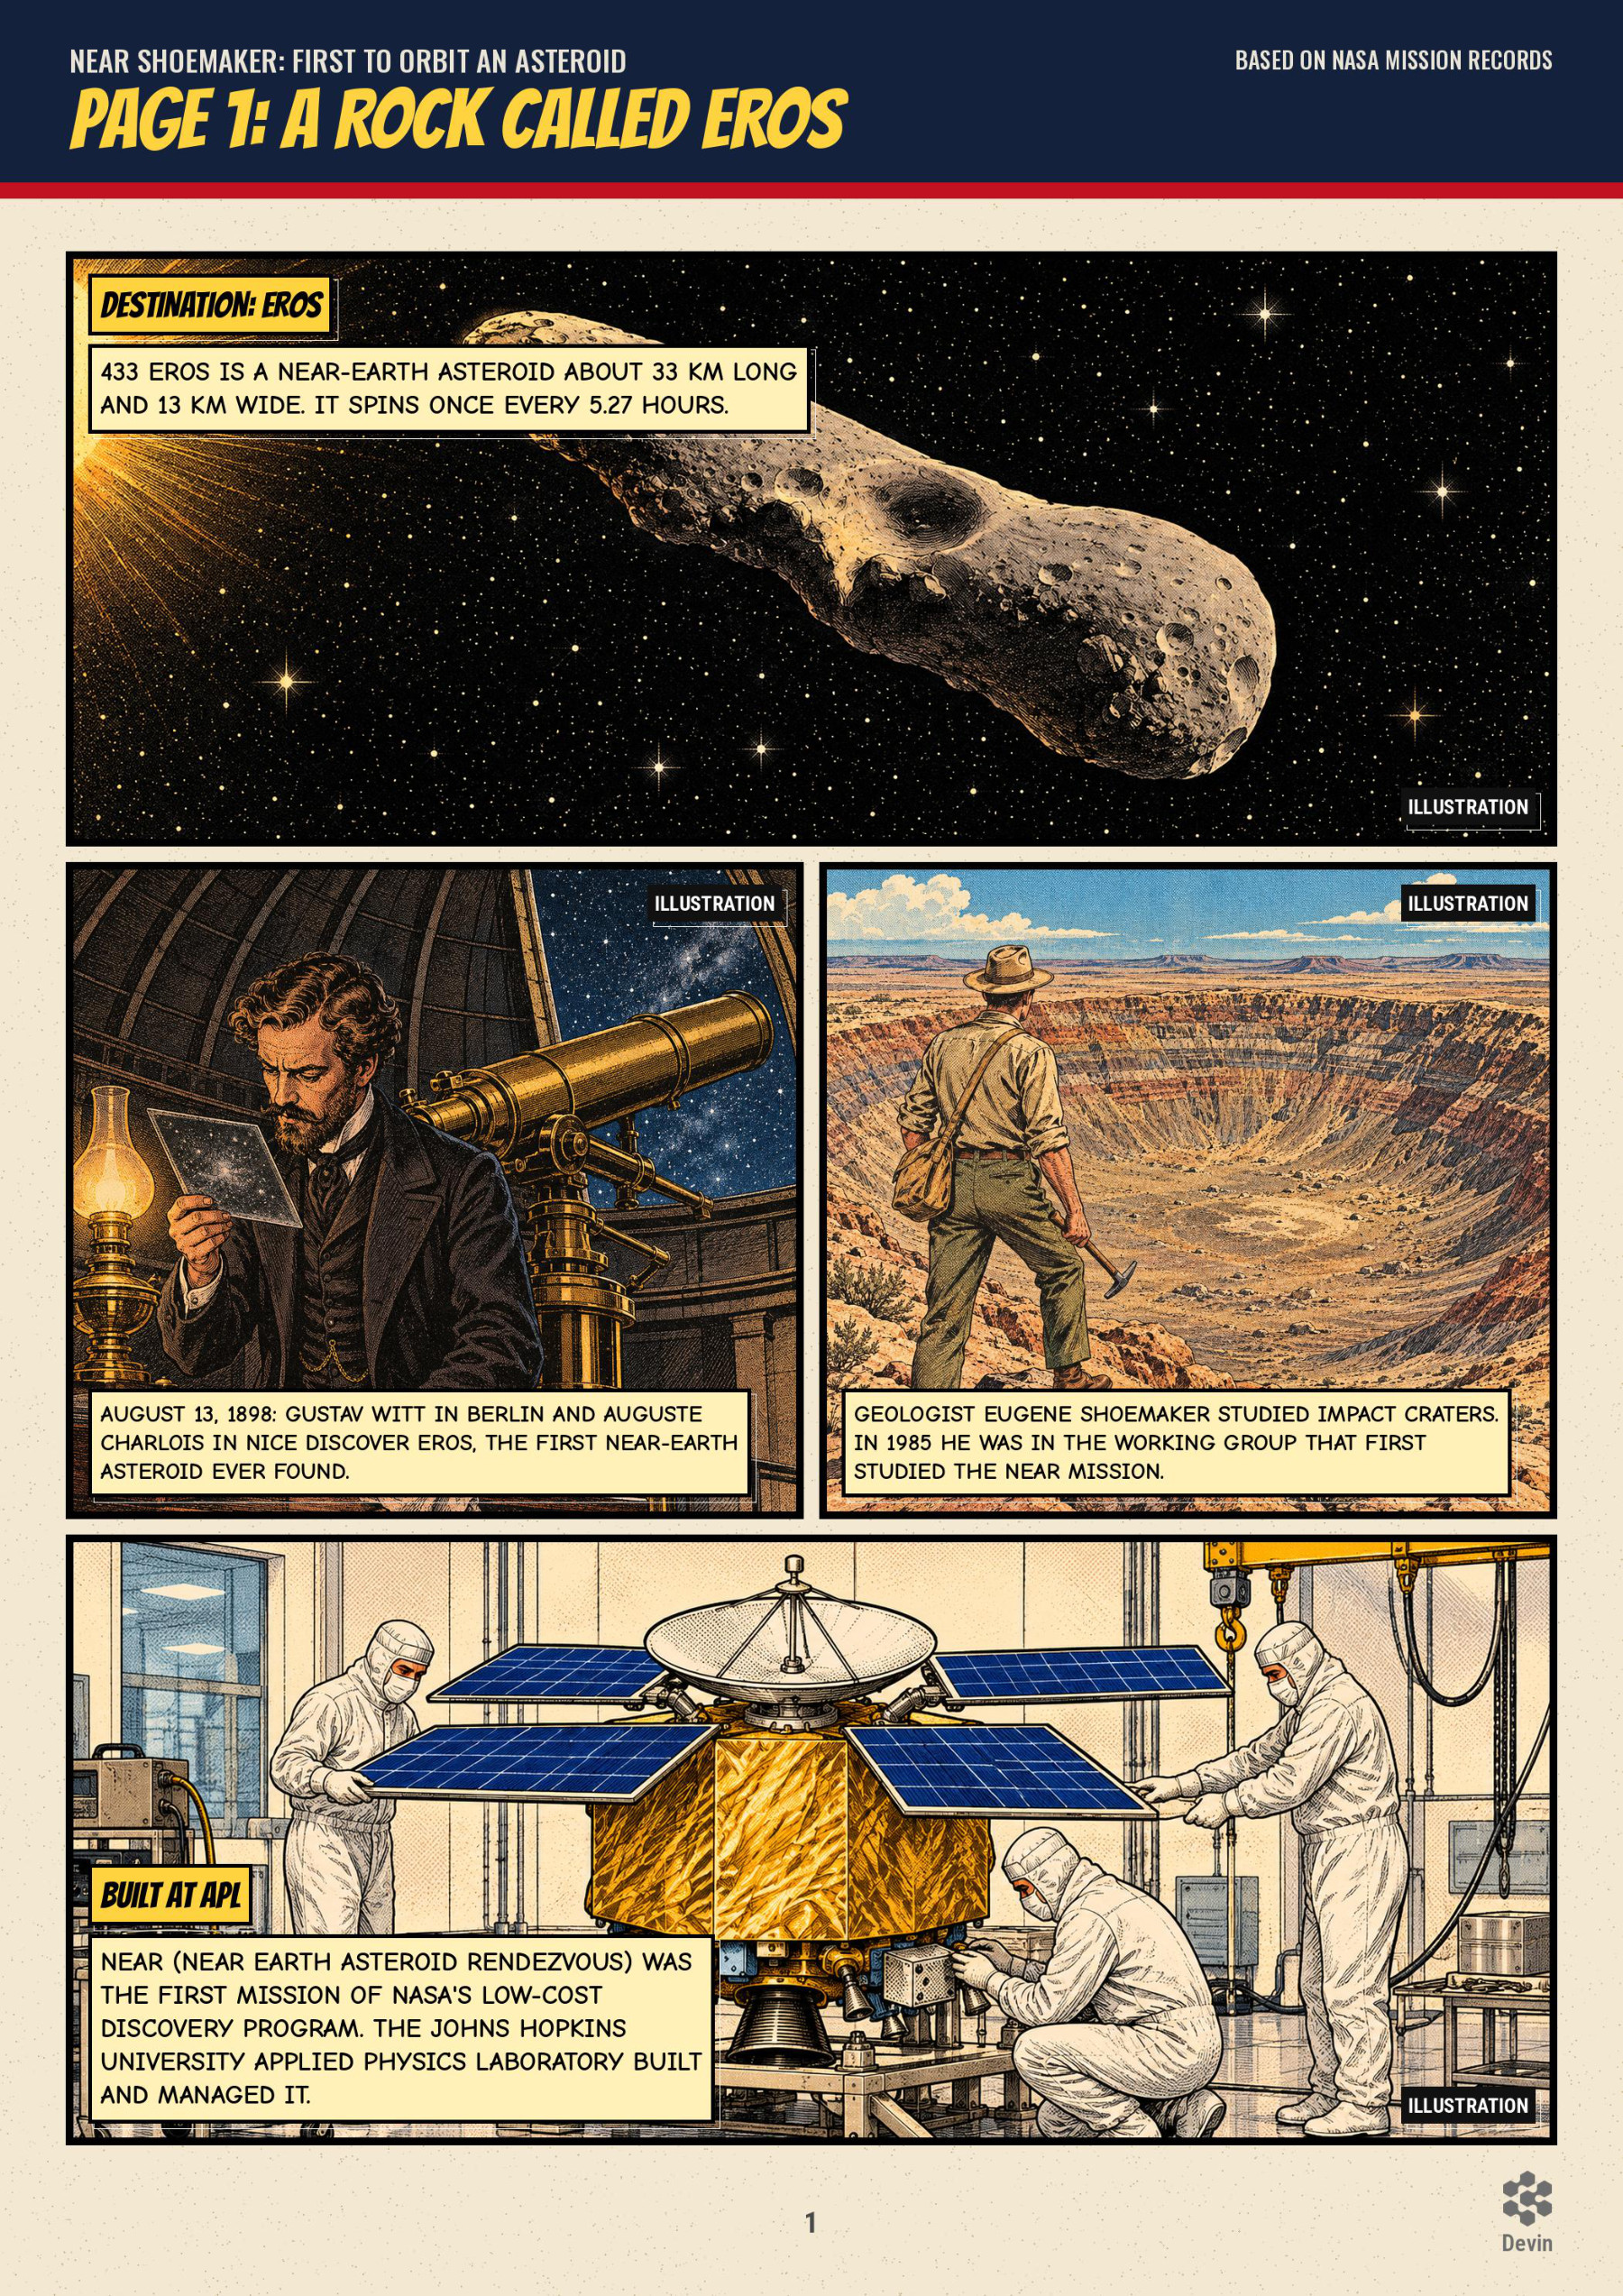 NEAR SHOEMAKER: FIRST TO ORBIT AN ASTEROID
BASED ON NASA MISSION RECORDS
PAGE 1: A ROCK CALLED EROS
DESTINATION: EROS
433 EROS IS A NEAR-EARTH ASTEROID ABOUT 33 KM LONG
AND 13 KM WIDE. IT SPINS ONCE EVERY 5.27 HOURS.
ILLUSTRATION
ILLUSTRATION
AUGUST 13, 1898: GUSTAV WITT IN BERLIN AND AUGUSTE
CHARLOIS IN NICE DISCOVER EROS, THE FIRST NEAR-EARTH
ASTEROID EVER FOUND.
ILLUSTRATION
GEOLOGIST EUGENE SHOEMAKER STUDIED IMPACT CRATERS.
IN 1985 HE WAS IN THE WORKING GROUP THAT FIRST
STUDIED THE NEAR MISSION.
BUILT AT APL
NEAR (NEAR EARTH ASTEROID RENDEZVOUS) WAS
THE FIRST MISSION OF NASA'S LOW-COST
DISCOVERY PROGRAM. THE JOHNS HOPKINS
UNIVERSITY APPLIED PHYSICS LABORATORY BUILT
AND MANAGED IT.
ILLUSTRATION
1
Devin